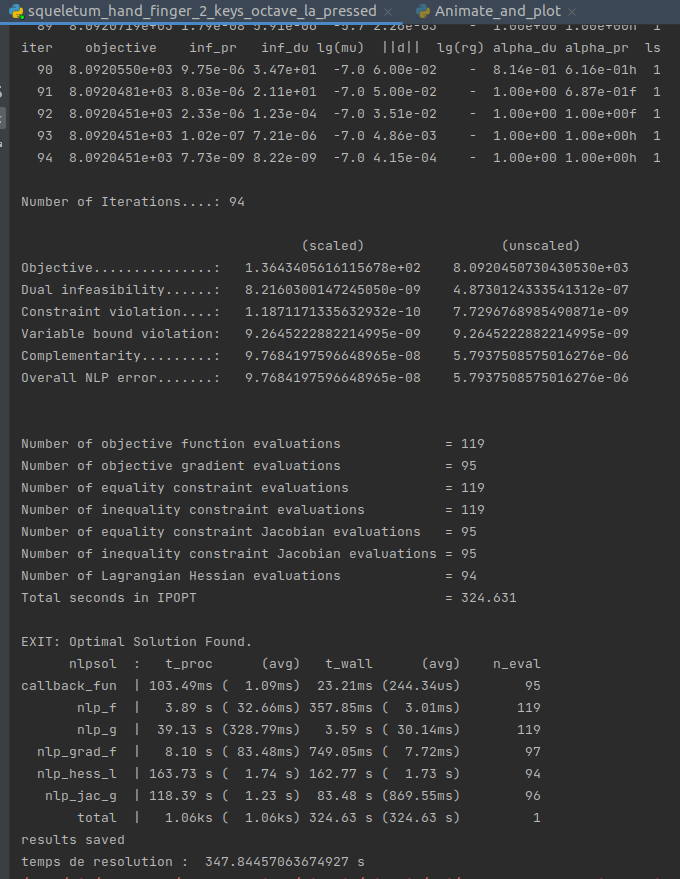 squeletum_hand_finger_2_keys_octave_la_pressed × Animate_and_plot ×
89 8.0920719e+03 1.79e-08 5.91e-06 -5.7 2.26e-03 - 1.00e+00 1.00e+00h 1
iter objective inf_pr inf_du lg(mu) ||d|| lg(rg) alpha_du alpha_pr ls
90 8.0920550e+03 9.75e-06 3.47e+01 -7.0 6.00e-02 - 8.14e-01 6.16e-01h 1
91 8.0920481e+03 8.03e-06 2.11e+01 -7.0 5.00e-02 - 1.00e+00 6.87e-01f 1
92 8.0920451e+03 2.33e-06 1.23e-04 -7.0 3.51e-02 - 1.00e+00 1.00e+00f 1
93 8.0920451e+03 1.02e-07 7.21e-06 -7.0 4.86e-03 - 1.00e+00 1.00e+00h 1
94 8.0920451e+03 7.73e-09 8.22e-09 -7.0 4.15e-04 - 1.00e+00 1.00e+00h 1
Number of Iterations....: 94
(scaled) (unscaled)
Objective...............: 1.3643405616115678e+02 8.0920450730430530e+03
Dual infeasibility......: 8.2160300147245050e-09 4.8730124333541312e-07
Constraint violation....: 1.1871171335632932e-10 7.7296768985490871e-09
Variable bound violation: 9.2645222882214995e-09 9.2645222882214995e-09
Complementarity.........: 9.7684197596648965e-08 5.7937508575016276e-06
Overall NLP error.......: 9.7684197596648965e-08 5.7937508575016276e-06
Number of objective function evaluations = 119
Number of objective gradient evaluations = 95
Number of equality constraint evaluations = 119
Number of inequality constraint evaluations = 119
Number of equality constraint Jacobian evaluations = 95
Number of inequality constraint Jacobian evaluations = 95
Number of Lagrangian Hessian evaluations = 94
Total seconds in IPOPT = 324.631
EXIT: Optimal Solution Found.
nlpsol : t_proc (avg) t_wall (avg) n_eval
callback_fun | 103.49ms ( 1.09ms) 23.21ms (244.34us) 95
nlp_f | 3.89 s ( 32.66ms) 357.85ms ( 3.01ms) 119
nlp_g | 39.13 s (328.79ms) 3.59 s ( 30.14ms) 119
nlp_grad_f | 8.10 s ( 83.48ms) 749.05ms ( 7.72ms) 97
nlp_hess_l | 163.73 s ( 1.74 s) 162.77 s ( 1.73 s) 94
nlp_jac_g | 118.39 s ( 1.23 s) 83.48 s (869.55ms) 96
total | 1.06ks ( 1.06ks) 324.63 s (324.63 s) 1
results saved
temps de resolution : 347.84457063674927 s